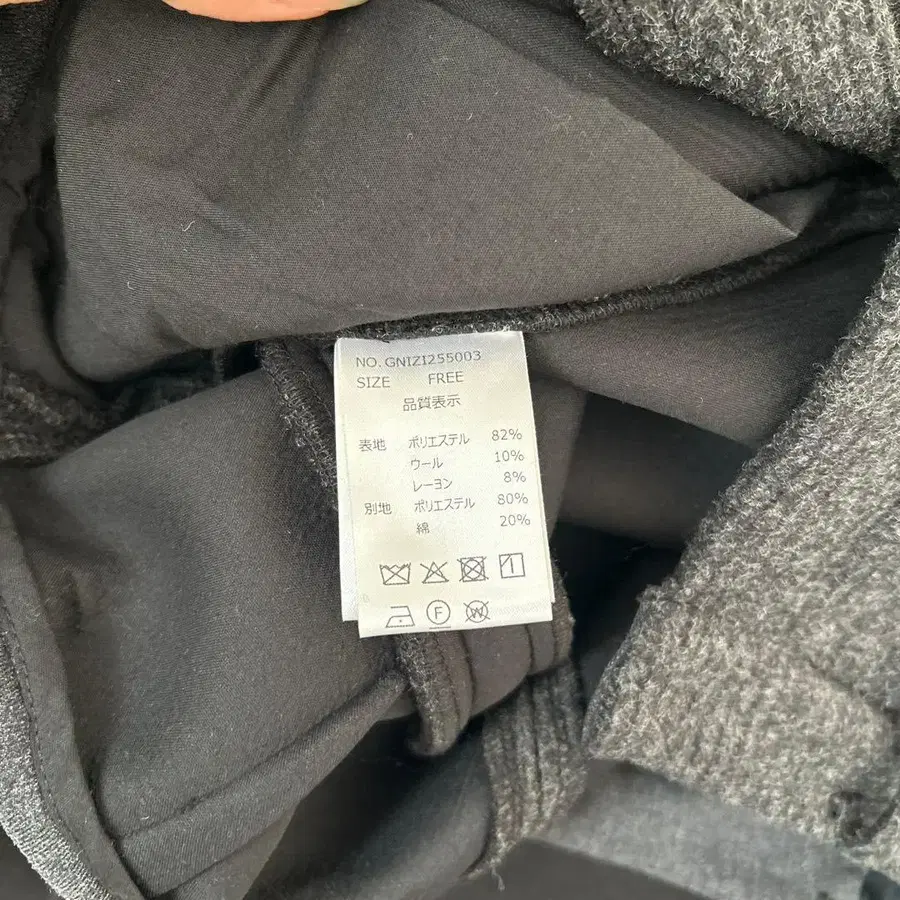 NO. GNIZI255003
SIZE FREE
品質表示
表地 ポリエステル 82%
ウール 10%
レーヨン 8%
別地 ポリエステル 80%
綿 20%
F
W